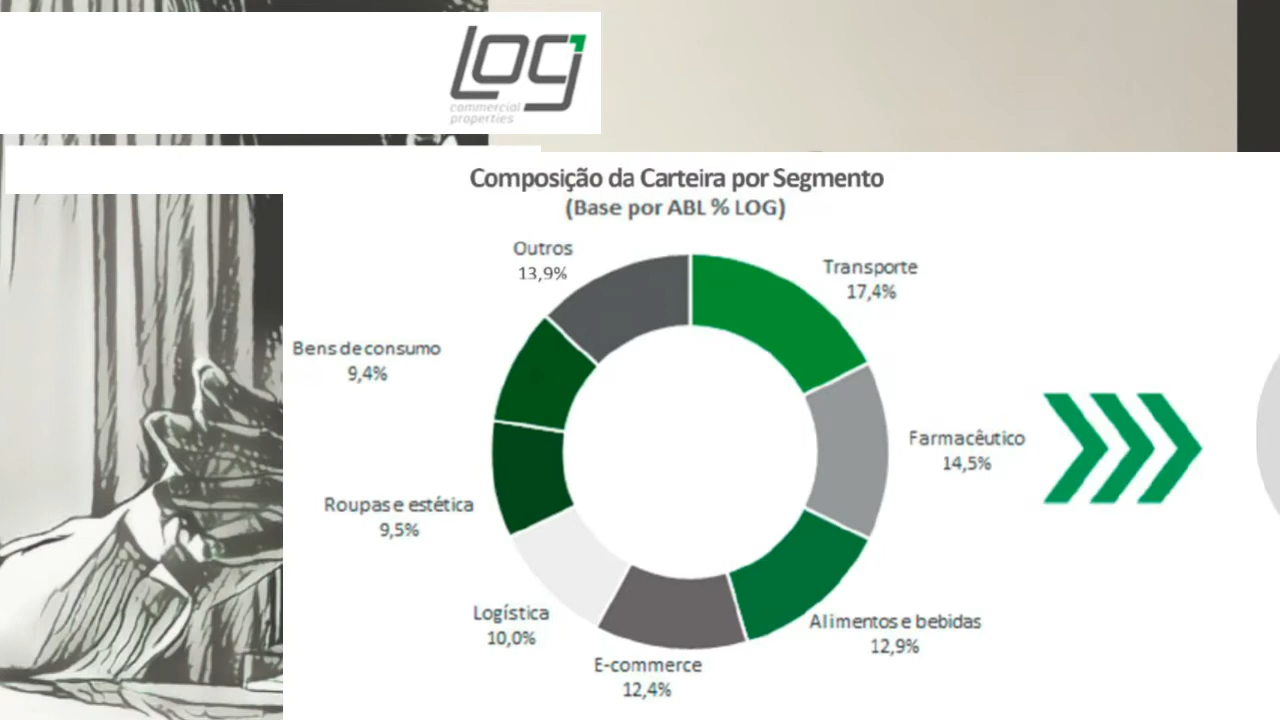 Log
commercial
properties
Composição da Carteira por Segmento
(Base por ABL % LOG)
Outros
13,9%
Transporte
17,4%
Bens de consumo
9,4%
Farmacêutico
14,5%
Roupas e estética
9,5%
Logística
10,0%
Alimentos e bebidas
12,9%
E-commerce
12,4%